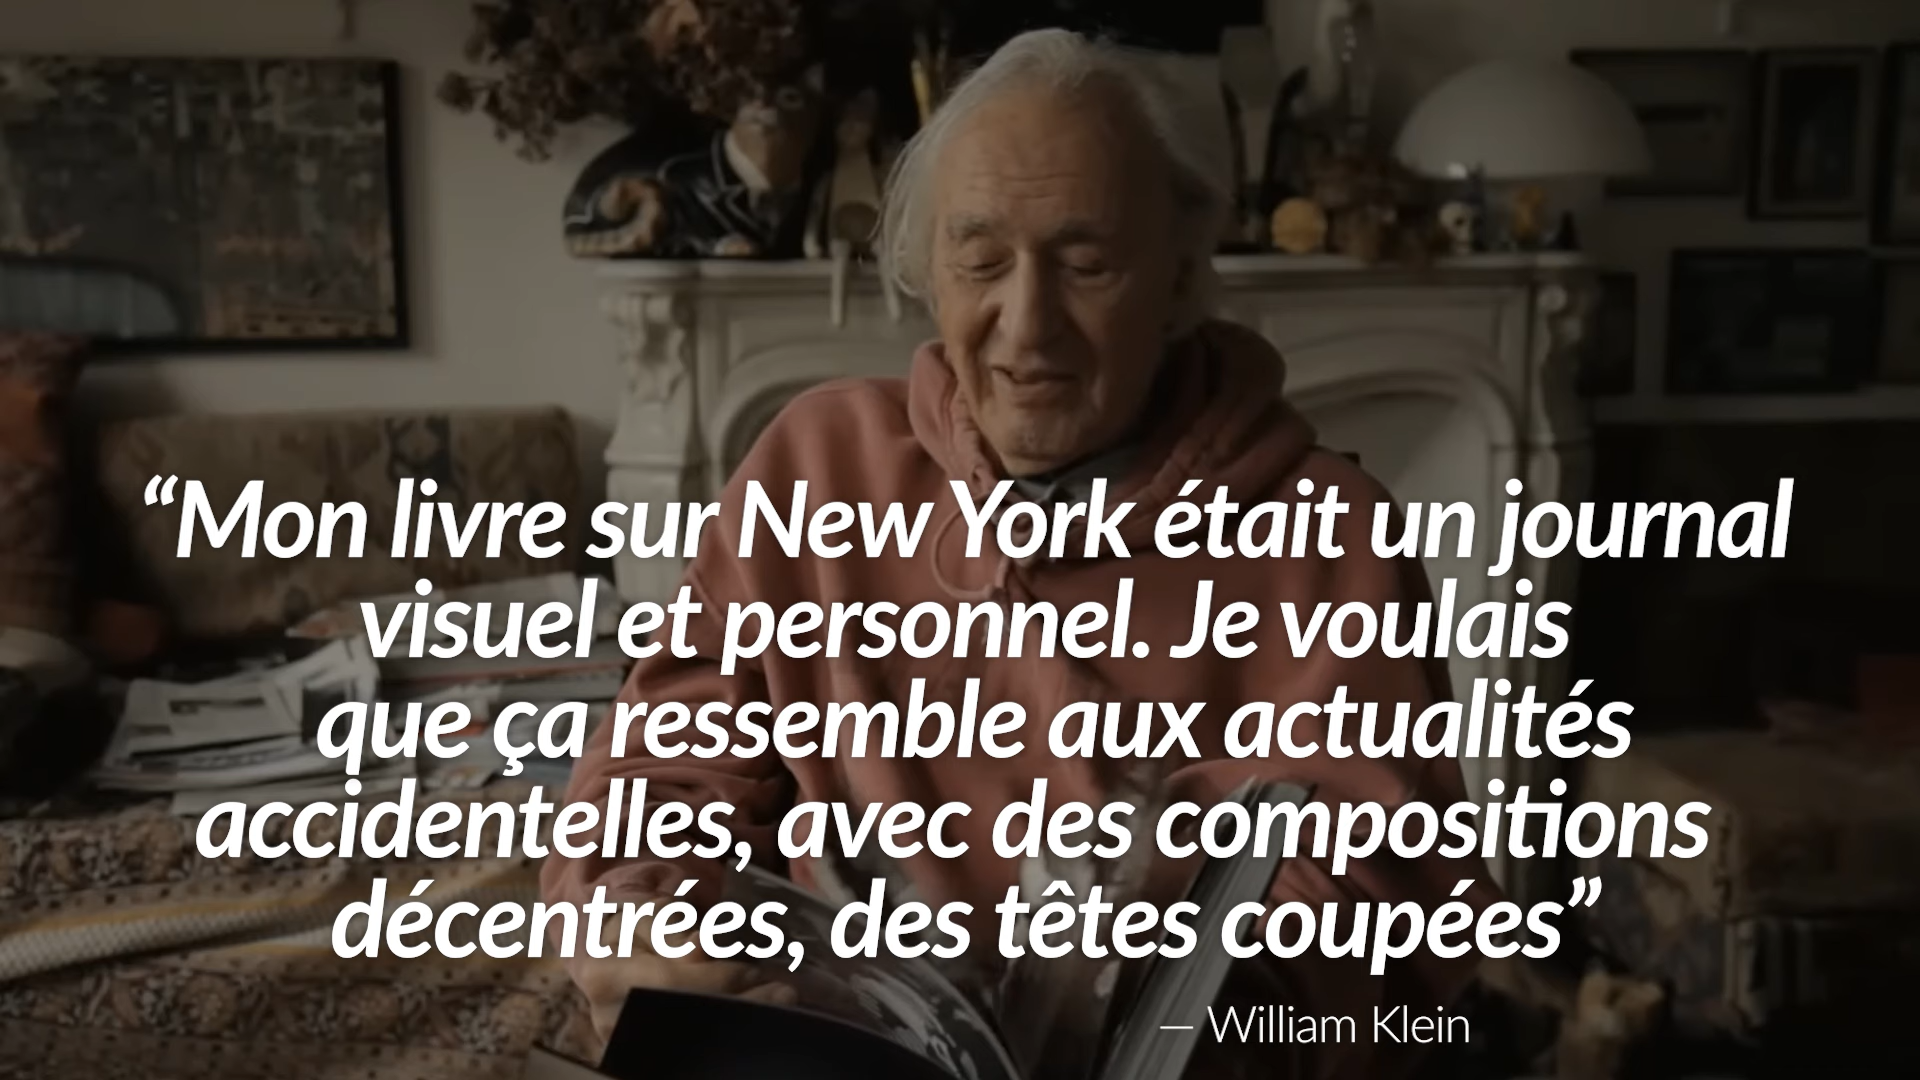 “Mon livre sur New York était un journal
visuel et personnel. Je voulais
que ça ressemble aux actualités
accidentelles, avec des compositions
décentrées, des têtes coupées”
— William Klein